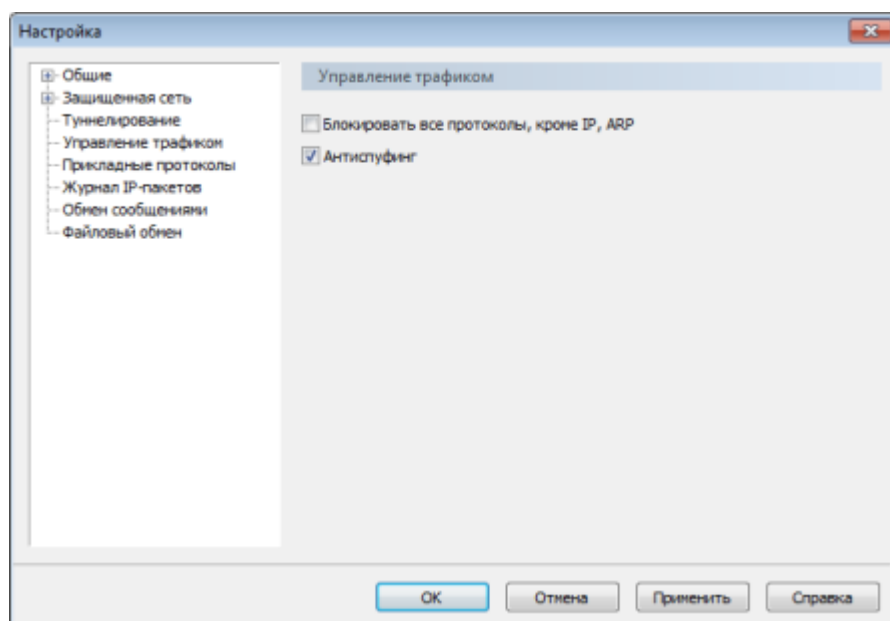 Настройка
Общие
Защищенная сеть
Туннелирование
Управление трафиком
Прикладные протоколы
Журнал IP-пакетов
Обмен сообщениями
Файловый обмен
Управление трафиком
Блокировать все протоколы, кроме IP, ARP
Антиспуфинг
OK
Отмена
Применить
Справка